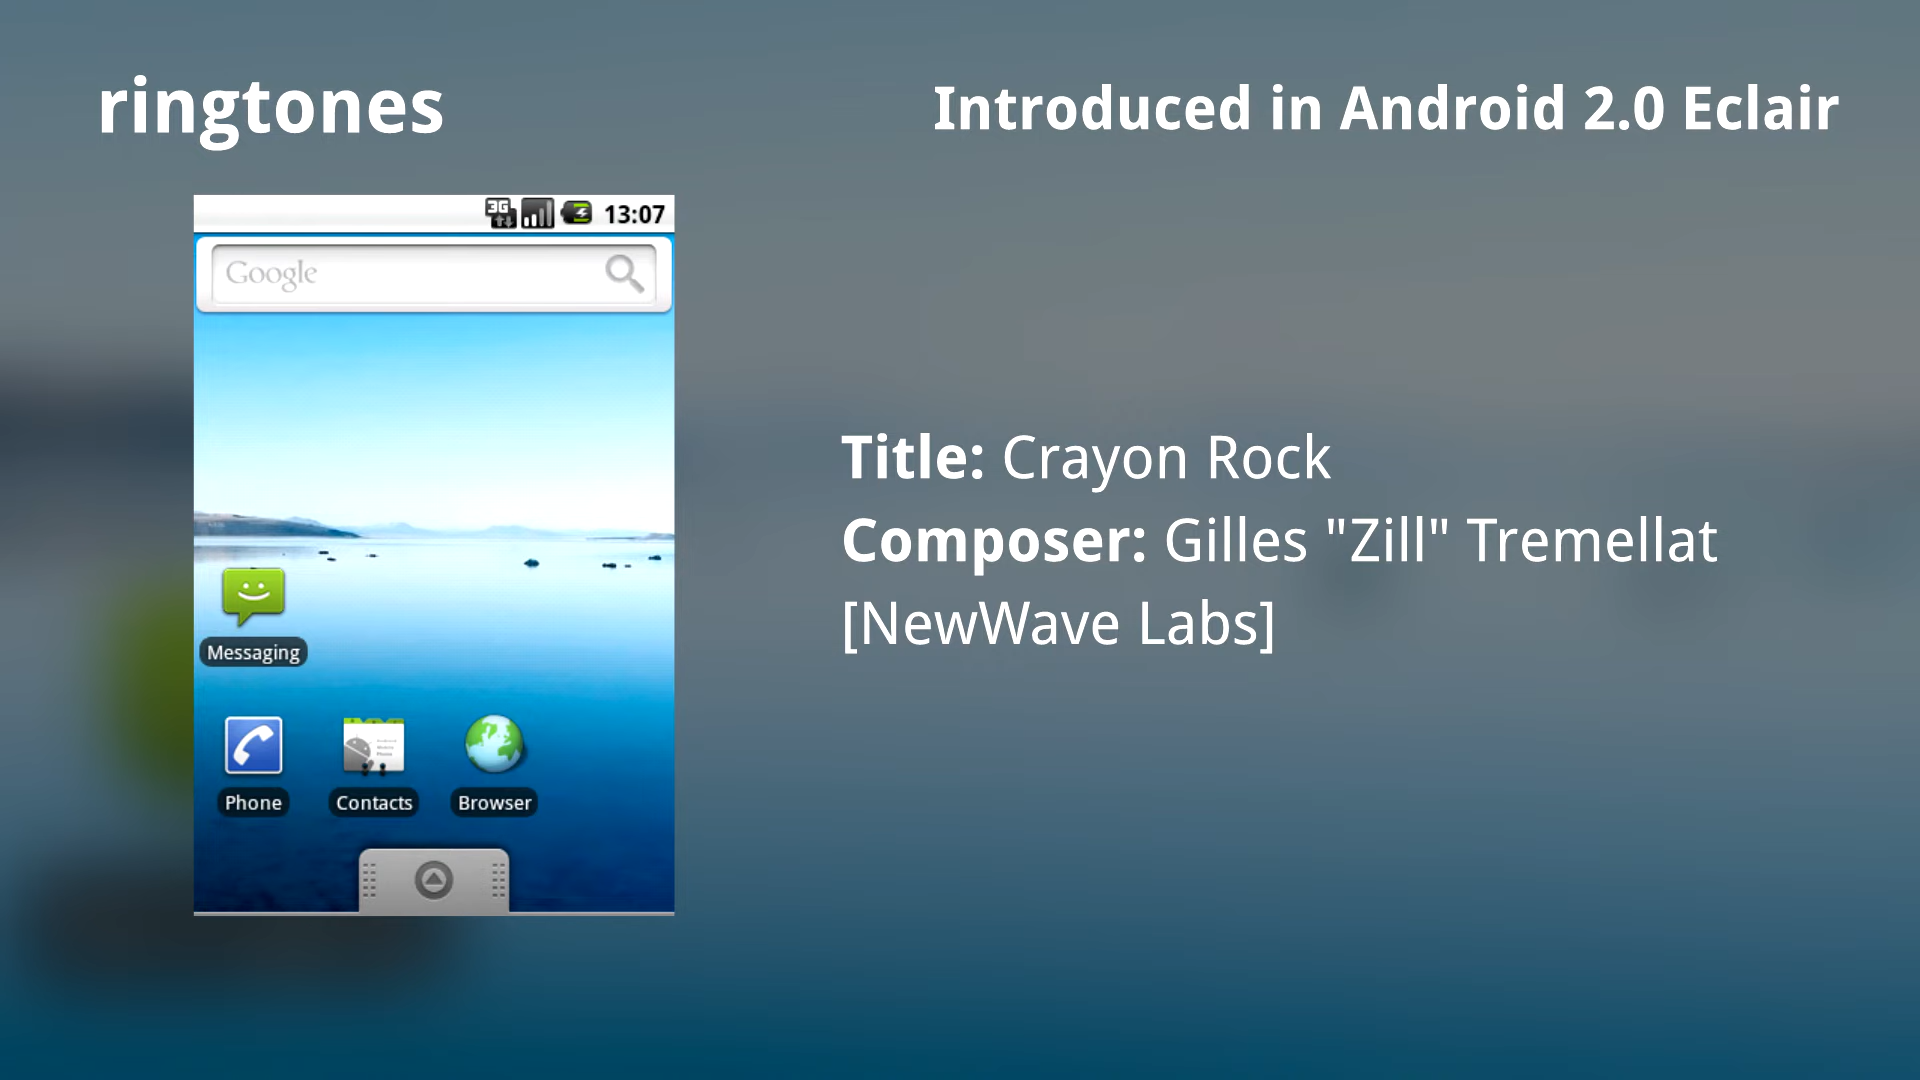 ringtones
Introduced in Android 2.0 Eclair
3G
13:07
Google
Messaging
Phone
Contacts
Browser
Title: Crayon Rock
Composer: Gilles "Zill" Tremellat
[NewWave Labs]